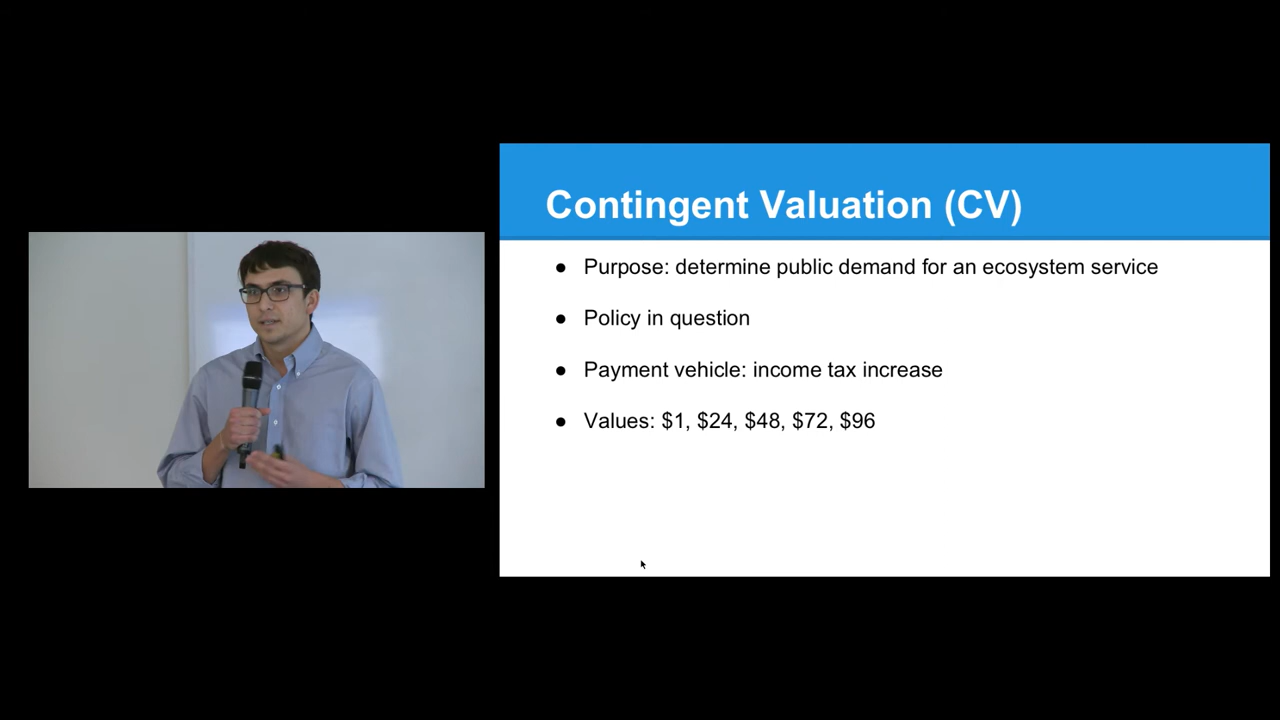 Contingent Valuation (CV)
● Purpose: determine public demand for an ecosystem service
● Policy in question
● Payment vehicle: income tax increase
● Values: $1, $24, $48, $72, $96